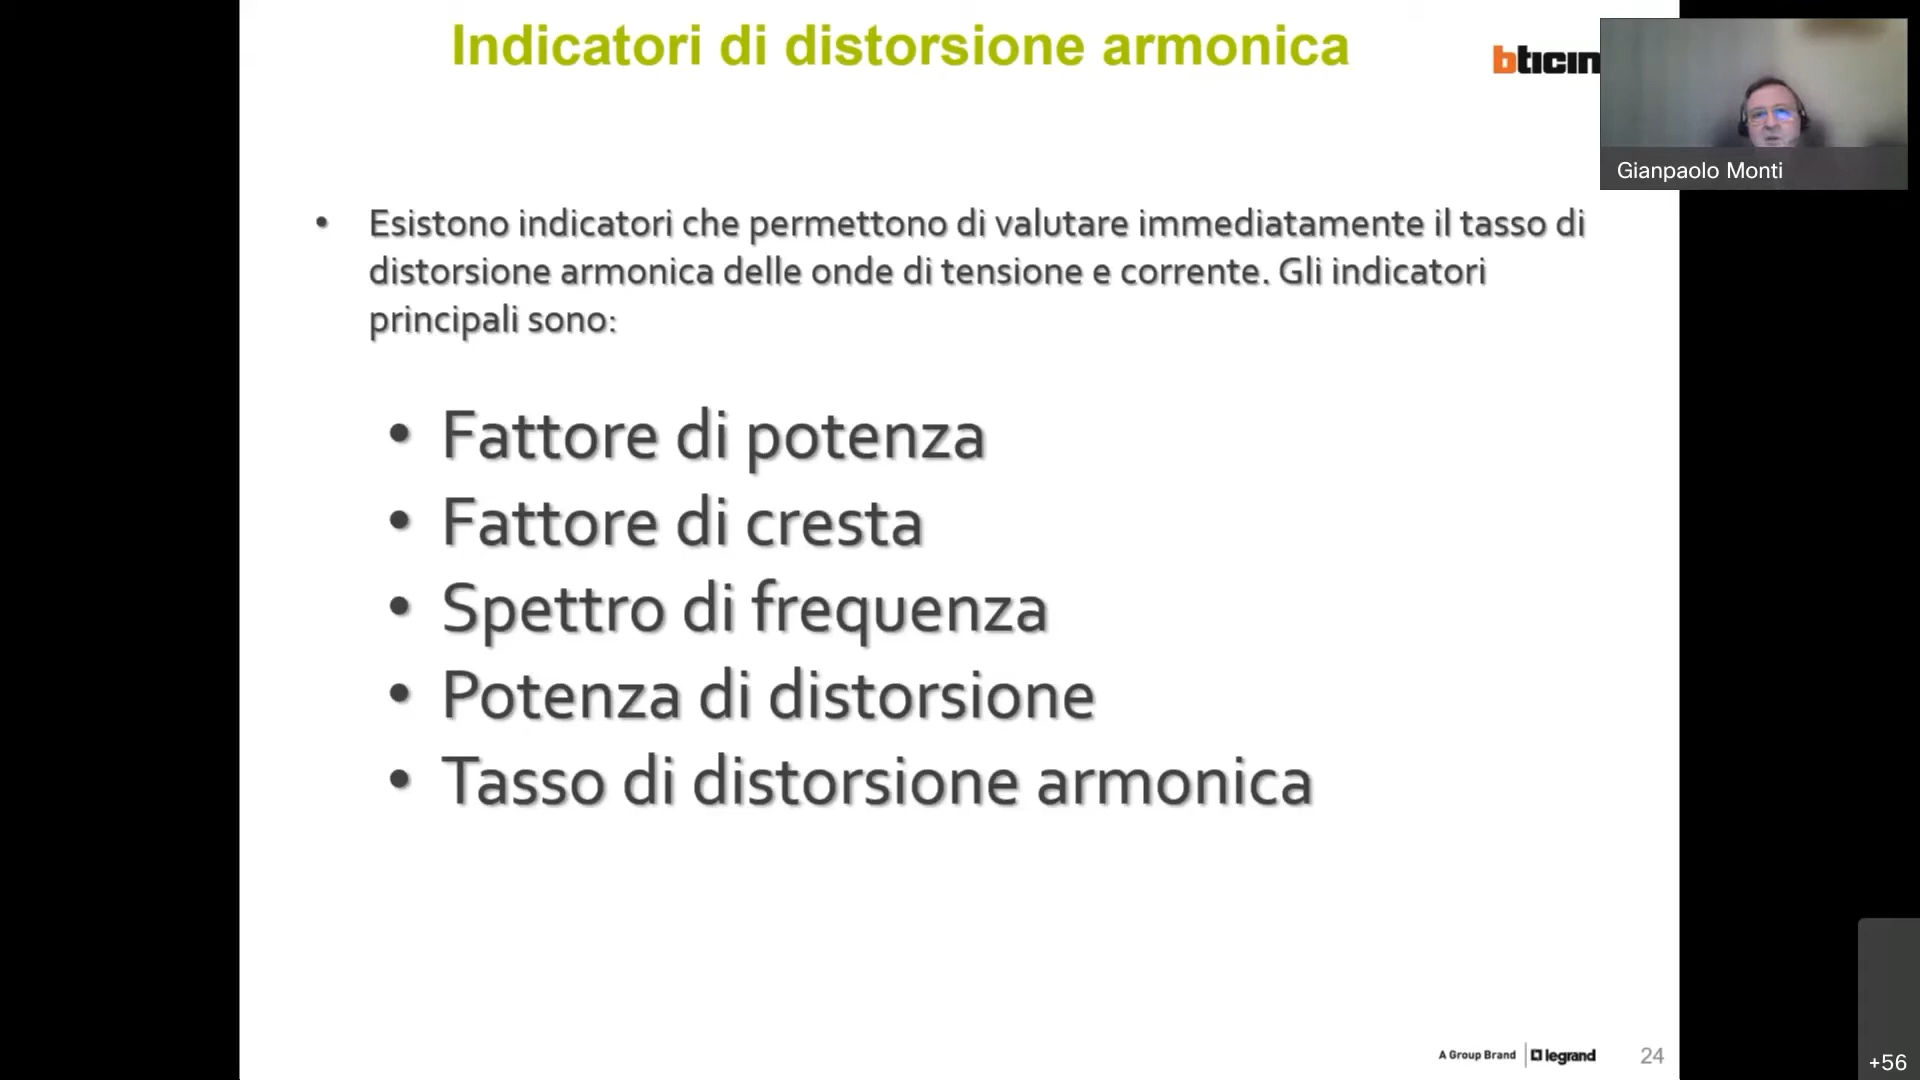 Indicatori di distorsione armonica
bticin
Gianpaolo Monti
• Esistono indicatori che permettono di valutare immediatamente il tasso di
distorsione armonica delle onde di tensione e corrente. Gli indicatori
principali sono:
• Fattore di potenza
• Fattore di cresta
• Spettro di frequenza
• Potenza di distorsione
• Tasso di distorsione armonica
A Group Brand legrand 24
+56